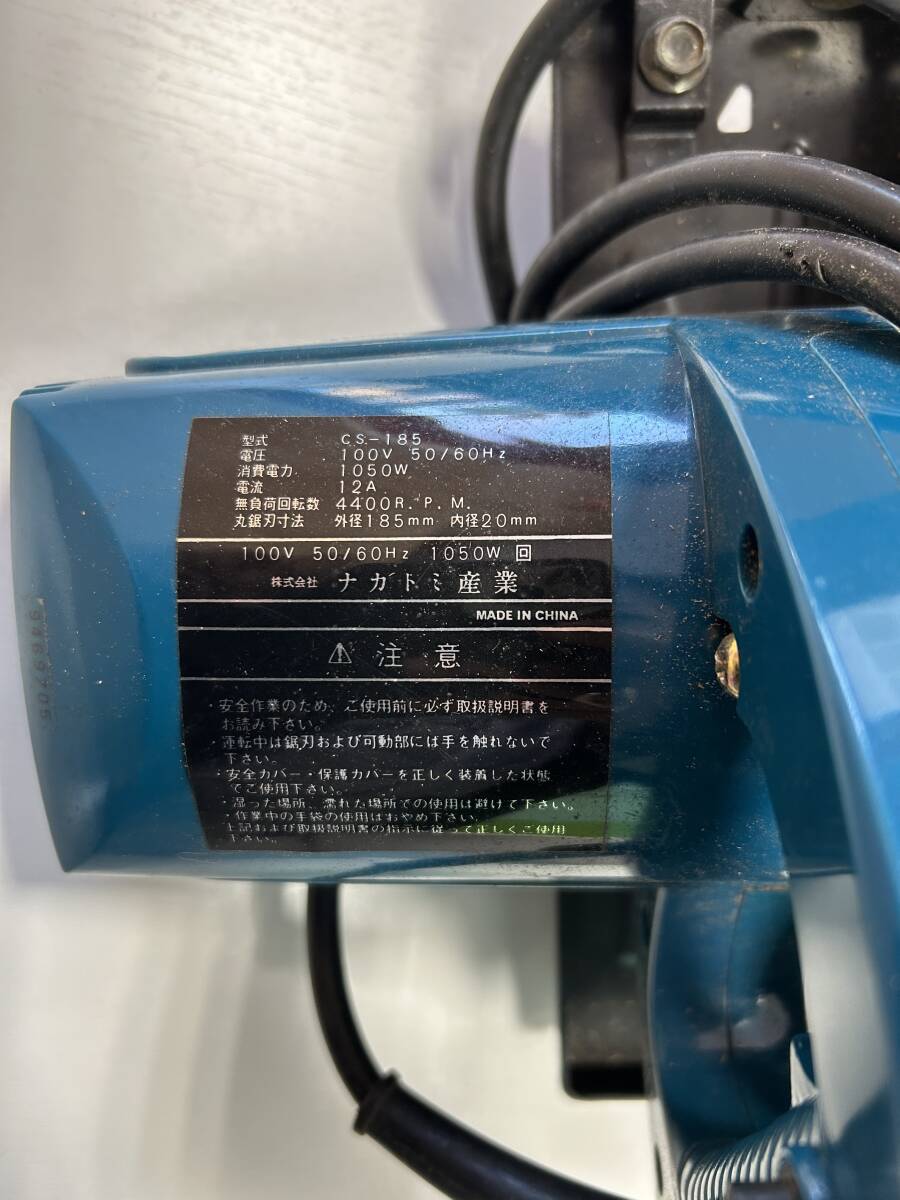 型式 CS-185
電圧 100V 50/60Hz
消費電力 1050W
電流 12A
無負荷回転数 4400R.P.M.
丸鋸刃寸法 外径185mm 内径20mm
100V 50/60Hz 1050W 回
株式会社 ナカトミ産業
MADE IN CHINA
⚠ 注意
・安全作業のため、ご使用前に必ず取扱説明書を
お読み下さい。
・運転中は鋸刃および可動部には手を触れないで
下さい。
・安全カバー・保護カバーを正しく装着した状態
でご使用下さい。
・湿った場所、濡れた場所での使用は避けて下さい。
・作業中の手袋の使用はおやめ下さい。
上記および取扱説明書の指示に従って正しくご使用
下さい。